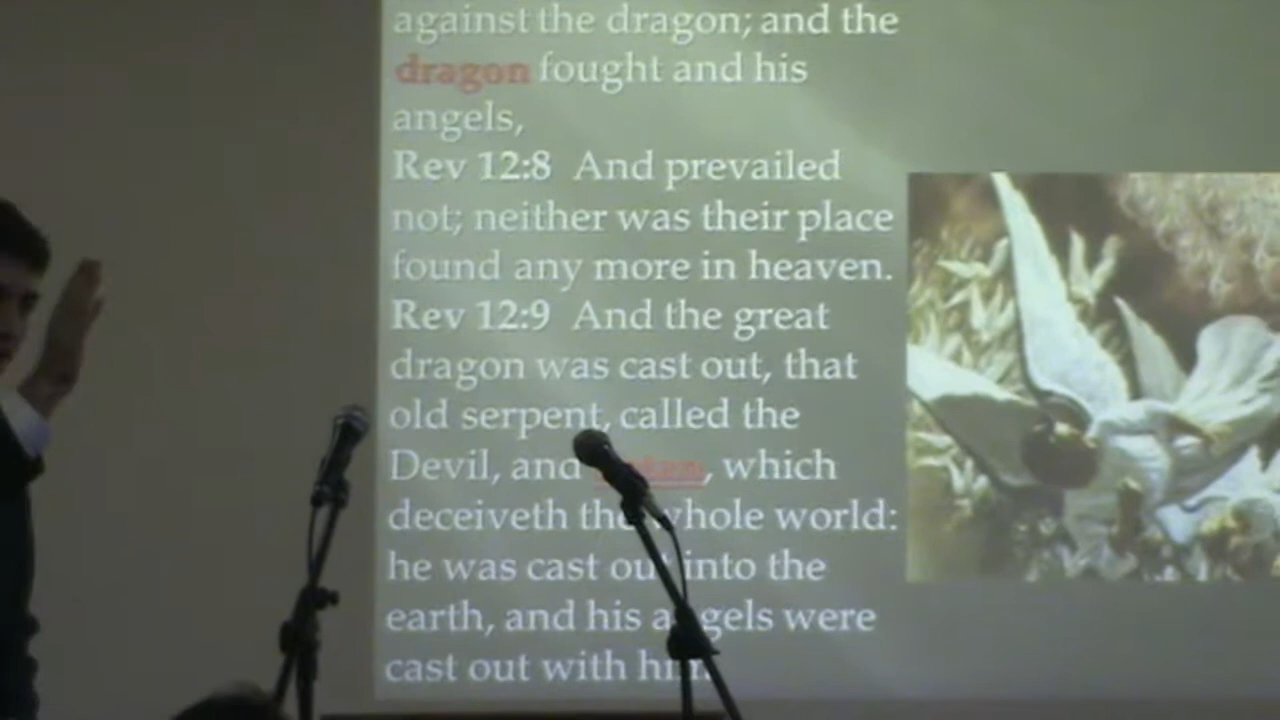 against the dragon; and the
dragon fought and his
angels,
Rev 12:8 And prevailed
not; neither was their place
found any more in heaven.
Rev 12:9 And the great
dragon was cast out, that
old serpent, called the
Devil, and Satan, which
deceiveth the whole world:
he was cast out into the
earth, and his angels were
cast out with him.